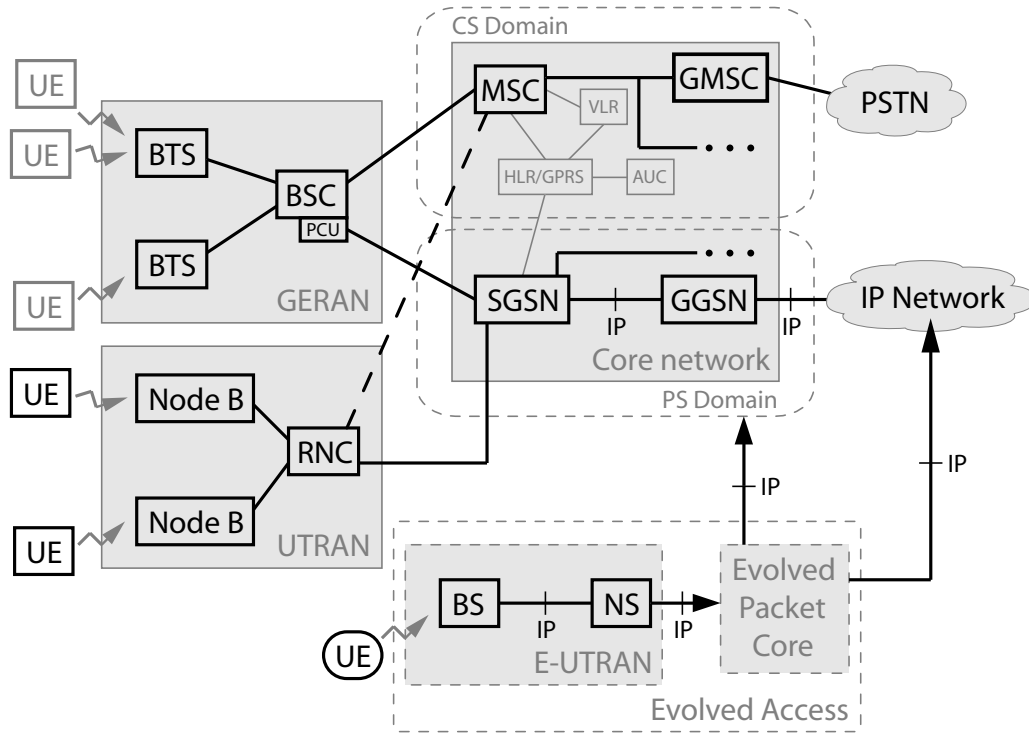 CS Domain
UE
MSC
GMSC
VLR
PSTN
UE
BTS
BSC
HLR/GPRS
AUC
PCU
BTS
UE
GERAN
SGSN
GGSN
IP Network
IP
IP
Core network
UE
Node B
PS Domain
RNC
IP
IP
Node B
UE
UTRAN
Evolved
Packet
Core
BS
NS
IP
IP
UE
E-UTRAN
Evolved Access